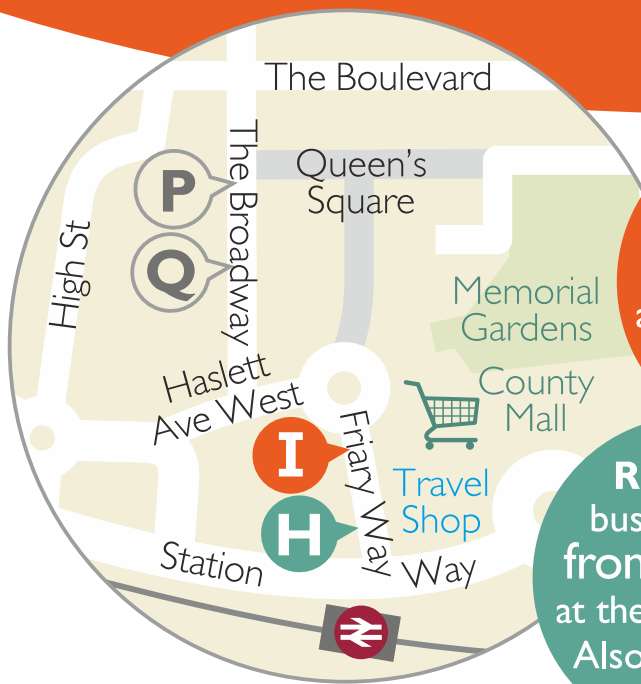 The Boulevard
The Broadway
Queen's
Square
P
Q
High St
Memorial
Gardens
Haslett
Ave West
County
Mall
I
Friary Way
Travel
Shop
H
Station
Way
a
R
bus
from
at the
Also